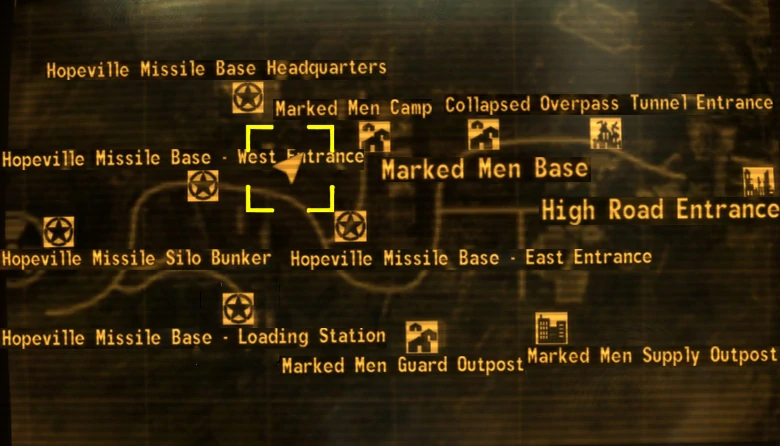 Hopeville Missile Base Headquarters
Marked Men Camp
Collapsed Overpass Tunnel Entrance
Hopeville Missile Base - West Entrance
Marked Men Base
High Road Entrance
Hopeville Missile Silo Bunker
Hopeville Missile Base - East Entrance
Hopeville Missile Base - Loading Station
Marked Men Guard Outpost
Marked Men Supply Outpost